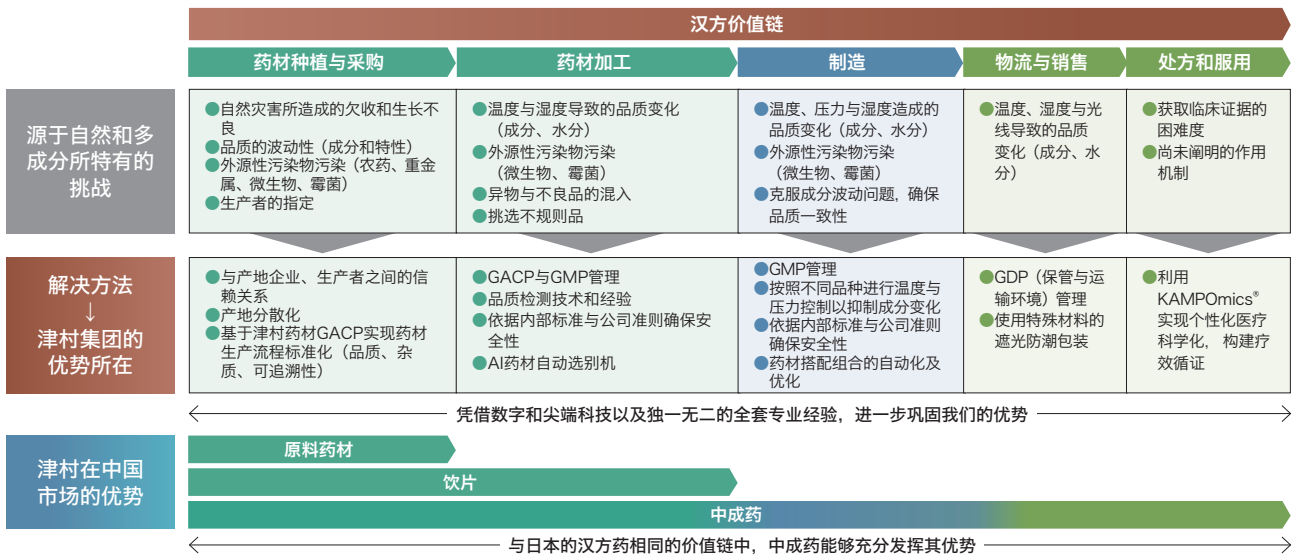 汉方价值链
药材种植与采购
药材加工
制造
物流与销售
处方和服用
源于自然和多
成分所特有的
挑战
●自然灾害所造成的欠收和生长不
良
●品质的波动性（成分和特性）
●外源性污染物污染（农药、重金
属、微生物、霉菌）
●生产者的指定
●温度与湿度导致的品质变化
（成分、水分）
●外源性污染物污染
（微生物、霉菌）
●异物与不良品的混入
●挑选不规则品
●温度、压力与湿度造成的
品质变化（成分、水分）
●外源性污染物污染
（微生物、霉菌）
●克服成分波动问题，确保
品质一致性
●温度、湿度与光
线导致的品质
变化（成分、水
分）
●获取临床证据的
困难度
●尚未阐明的作用
机制
解决方法
↓
津村集团的
优势所在
●与产地企业、生产者之间的信
赖关系
●产地分散化
●基于津村药材GACP实现药材
生产流程标准化（品质、杂
质、可追溯性）
●GACP与GMP管理
●品质检测技术和经验
●依据内部标准与公司准则确保安
全性
●AI药材自动选别机
●GMP管理
●按照不同品种进行温度与
压力控制以抑制成分变化
●依据内部标准与公司准则
确保安全性
●药材搭配组合的自动化及
优化
●GDP（保管与运
输环境）管理
●使用特殊材料的
遮光防潮包装
●利用
KAMPOmics®
实现个性化医疗
科学化， 构建疗
效循证
凭借数字和尖端科技以及独一无二的全套专业经验，进一步巩固我们的优势
津村在中国
市场的优势
原料药材
饮片
中成药
与日本的汉方药相同的价值链中，中成药能够充分发挥其优势